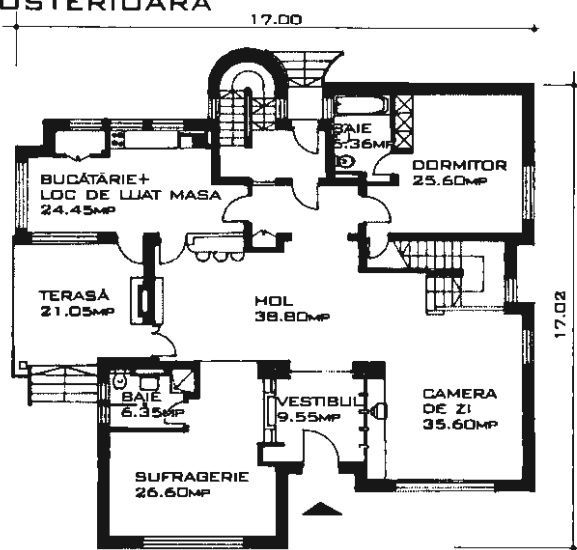 OSTERIOARĂ
17.00
BAIE
5.36MP
DORMITOR
25.60MP
BUCĂTĂRIE+
LOC DE LUAT MASA
24.45MP
TERASĂ
21.05MP
HOL
38.80MP
17.02
BAIE
6.35MP
VESTIBUL
9.55MP
CAMERA
DE ZI
35.60MP
SUFRAGERIE
26.60MP